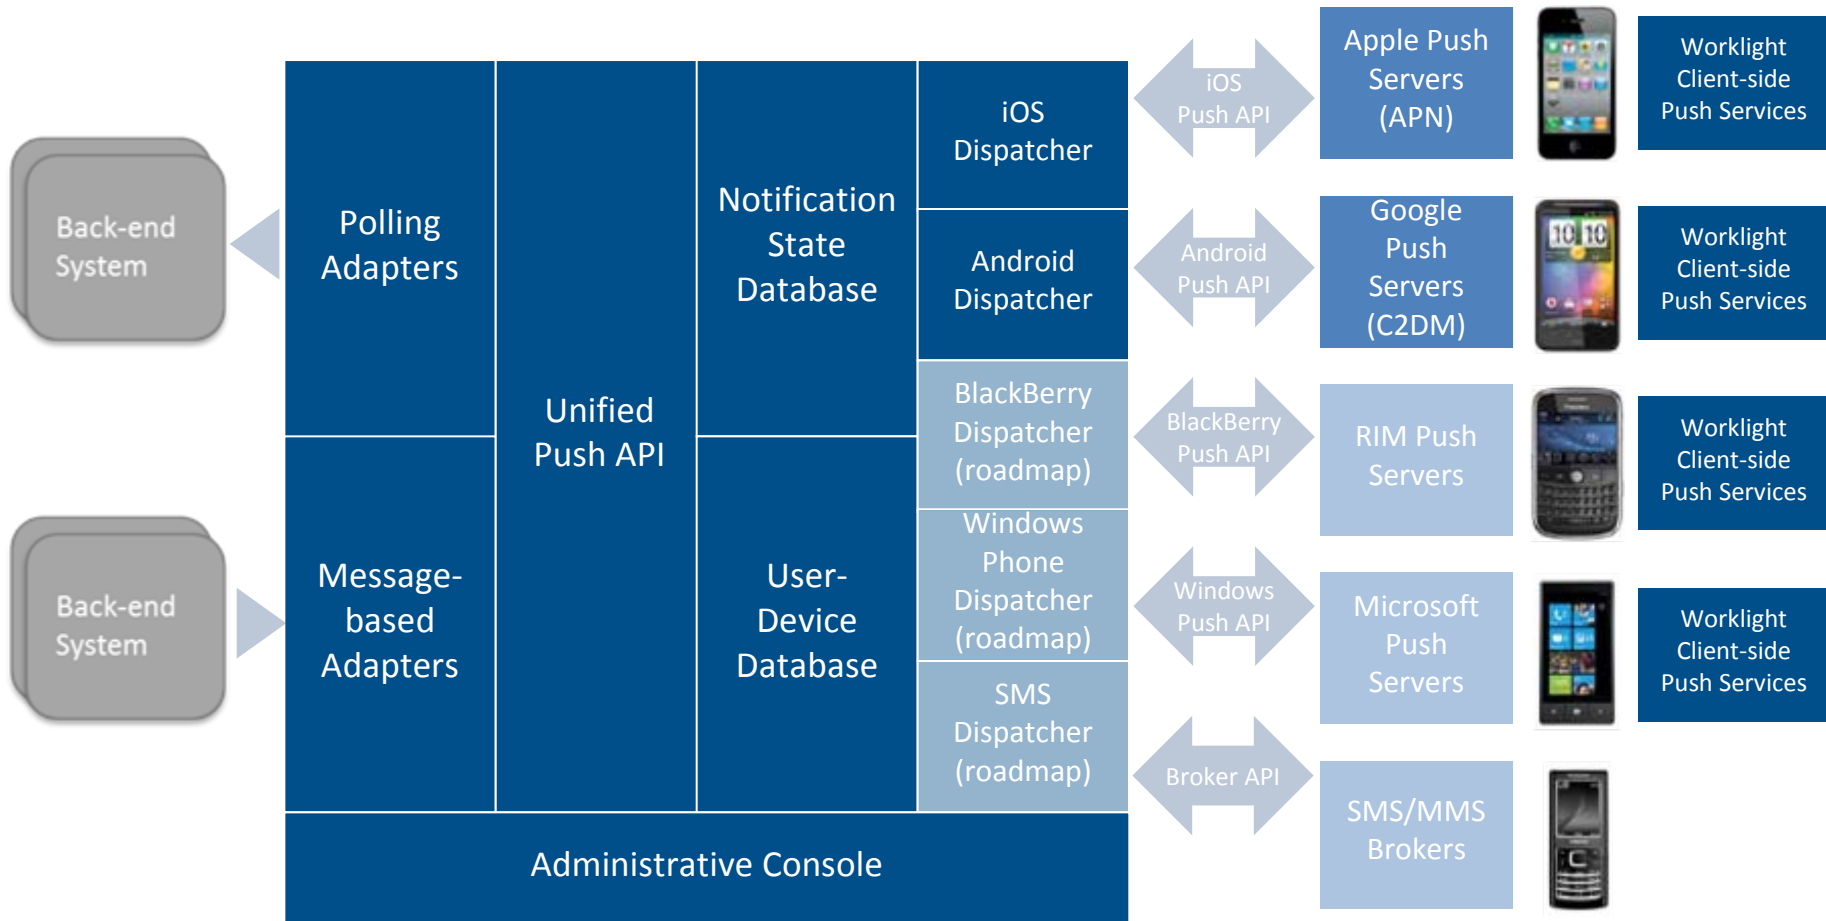 Back-end
System
Back-end
System
Polling
Adapters
Message-
based
Adapters
Unified
Push API
Notification
State
Database
User-
Device
Database
iOS
Dispatcher
Android
Dispatcher
BlackBerry
Dispatcher
(roadmap)
Windows
Phone
Dispatcher
(roadmap)
SMS
Dispatcher
(roadmap)
Administrative Console
iOS
Push API
Android
Push API
BlackBerry
Push API
Windows
Push API
Broker API
Apple Push
Servers
(APN)
Google
Push
Servers
(C2DM)
RIM Push
Servers
Microsoft
Push
Servers
SMS/MMS
Brokers
10 10
Worklight
Client-side
Push Services
Worklight
Client-side
Push Services
Worklight
Client-side
Push Services
Worklight
Client-side
Push Services